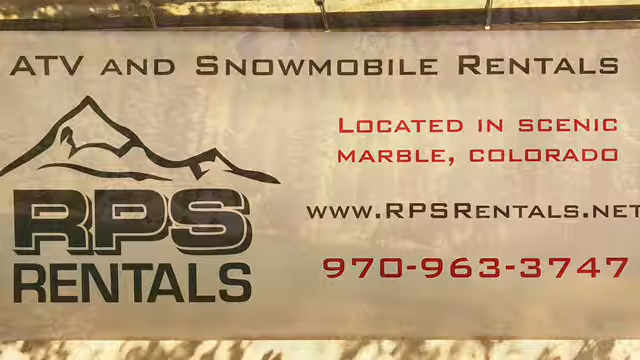 ATV AND SNOWMOBILE RENTALS
LOCATED IN SCENIC
MARBLE, COLORADO
RPS
RENTALS
WWW.RPSRENTALS.NET
970-963-3747